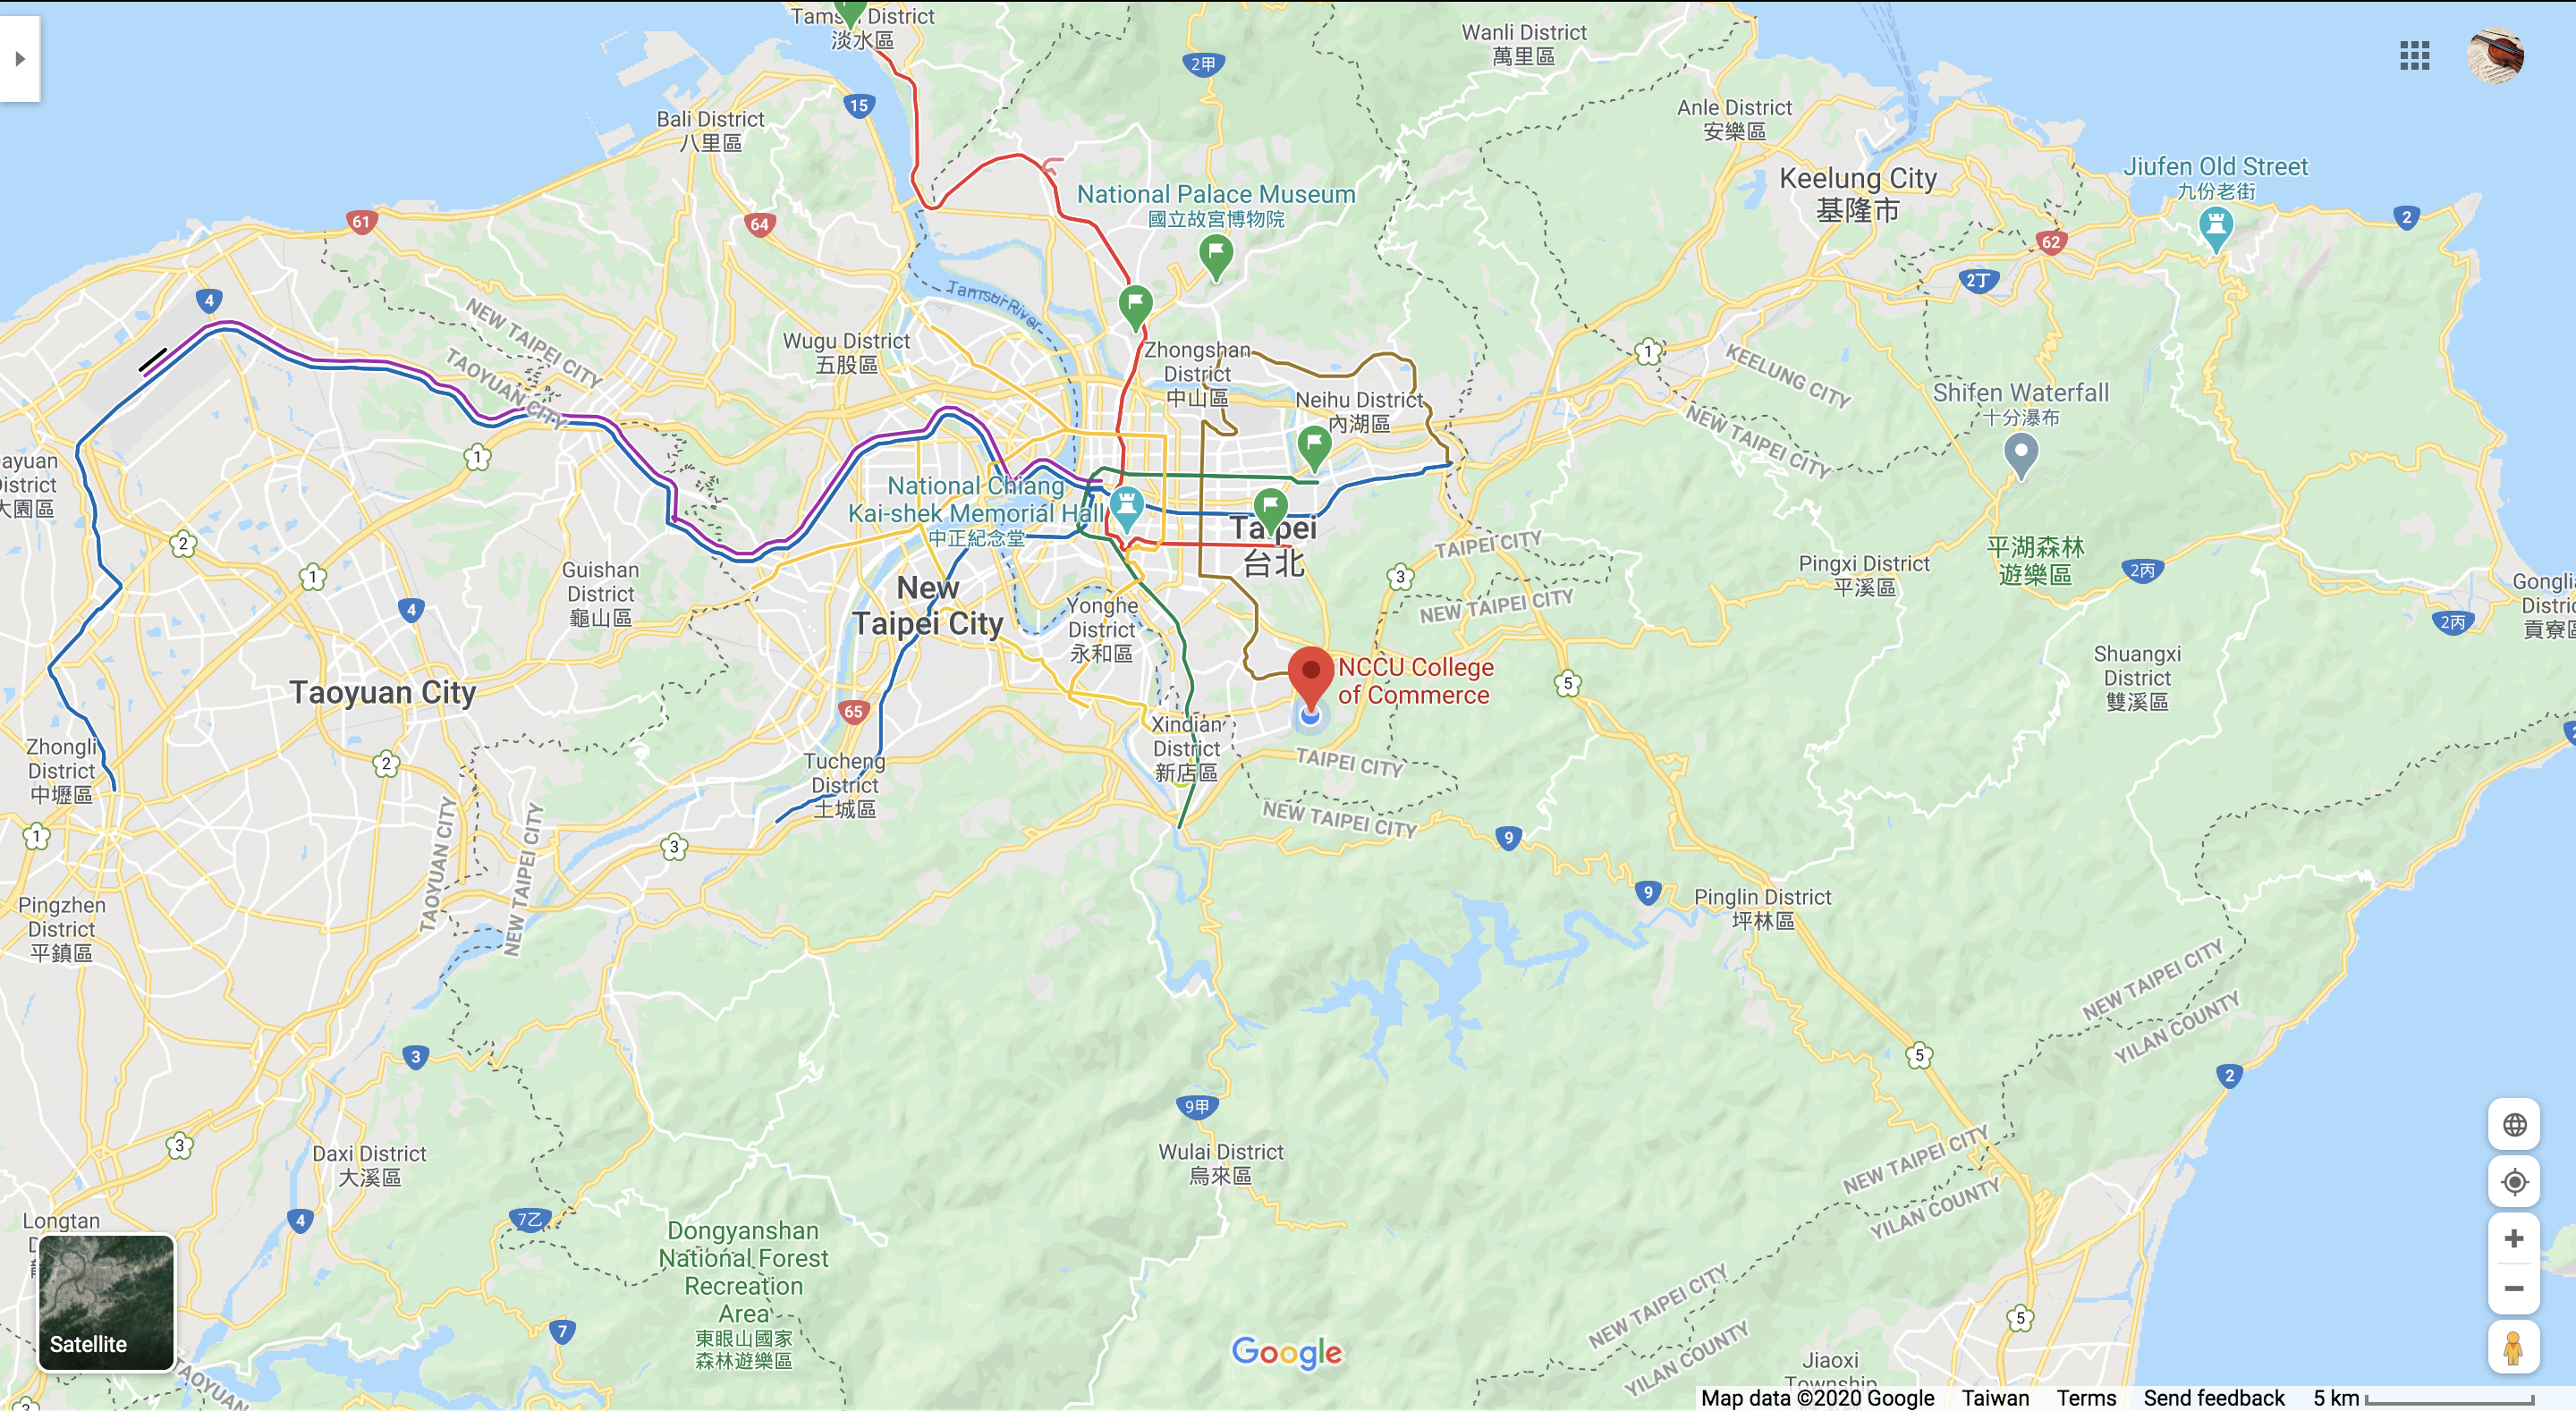 Tamsui District
淡水區
2甲
Wanli District
萬里區
15
Bali District
八里區
Anle District
安樂區
Keelung City
基隆市
Jiufen Old Street
九份老街
National Palace Museum
國立故宮博物院
61
64
62
2
2丁
4
Tamsui River
NEW TAIPEI CITY
TAOYUAN CITY
Wugu District
五股區
Zhongshan
District
中山區
1
KEELUNG CITY
NEW TAIPEI CITY
Neihu District
內湖區
Shifen Waterfall
十分瀑布
1
ayuan
District
大園區
National Chiang
Kai-shek Memorial Hall
中正紀念堂
Taipei
台北
2
1
4
Guishan
District
龜山區
New
Taipei City
Yonghe
District
永和區
TAIPEI CITY
3
NEW TAIPEI CITY
Pingxi District
平溪區
平湖森林
遊樂區
2丙
2丙
Shuangxi
District
雙溪區
NCCU College
of Commerce
5
Taoyuan City
65
Xindian
District
新店區
TAIPEI CITY
NEW TAIPEI CITY
Zhongli
District
中壢區
2
Tucheng
District
土城區
1
3
TAOYUAN CITY
NEW TAIPEI CITY
9
9
Pinglin District
坪林區
Pingzhen
District
平鎮區
NEW TAIPEI CITY
YILAN COUNTY
3
5
2
9甲
3
Daxi District
大溪區
Wulai District
烏來區
NEW TAIPEI CITY
YILAN COUNTY
Longtan
4
7乙
Dongyanshan
National Forest
Recreation
Area
東眼山國家
森林遊樂區
7
5
NEW TAIPEI CITY
YILAN COUNTY
Satellite
TAOYUAN
3
Google
Jiaoxi
Township
Map data ©2020 Google Taiwan Terms Send feedback 5 km